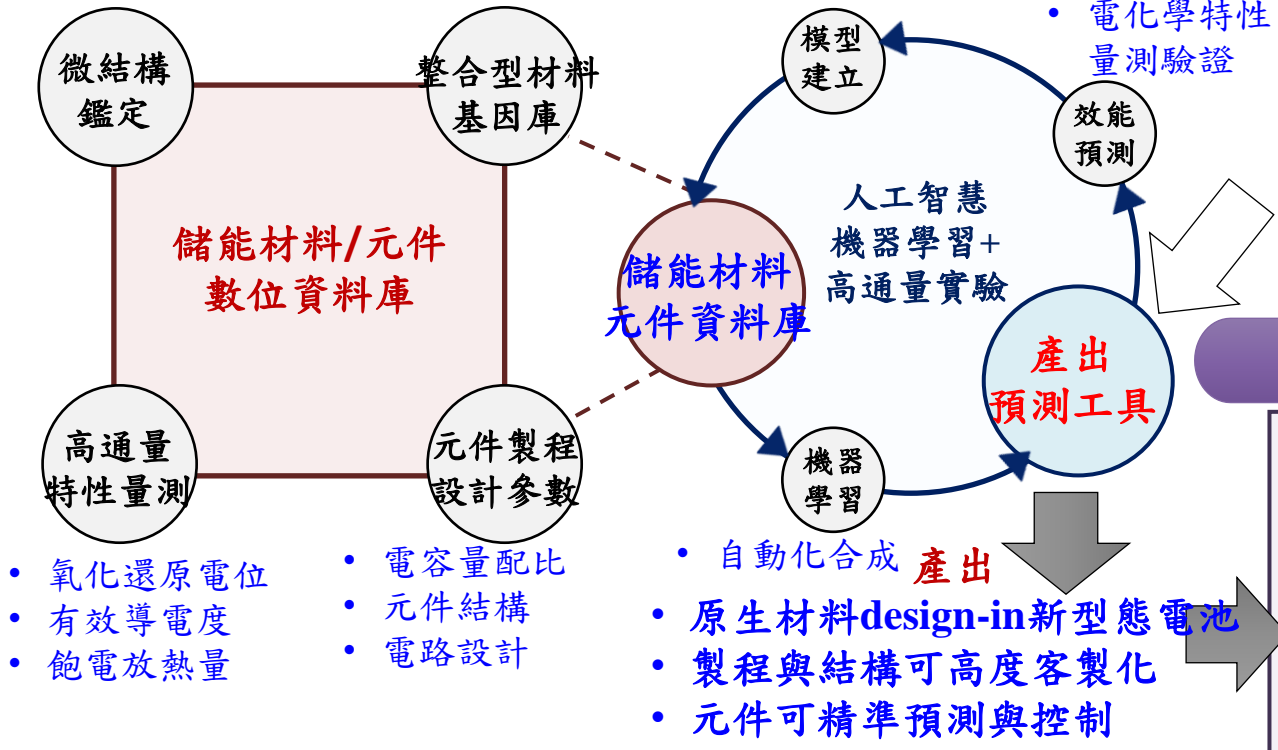 微結構
鑑定
整合型材料
基因庫
儲能材料/元件
數位資料庫
高通量
特性量測
元件製程
設計參數
• 氧化還原電位
• 有效導電度
• 飽電放熱量
• 電容量配比
• 元件結構
• 電路設計
模型
建立
• 電化學特性
量測驗證
效能
預測
人工智慧
機器學習+
高通量實驗
儲能材料
元件資料庫
產出
預測工具
機器
學習
• 自動化合成
產出
• 原生材料design-in新型態電池
• 製程與結構可高度客製化
• 元件可精準預測與控制